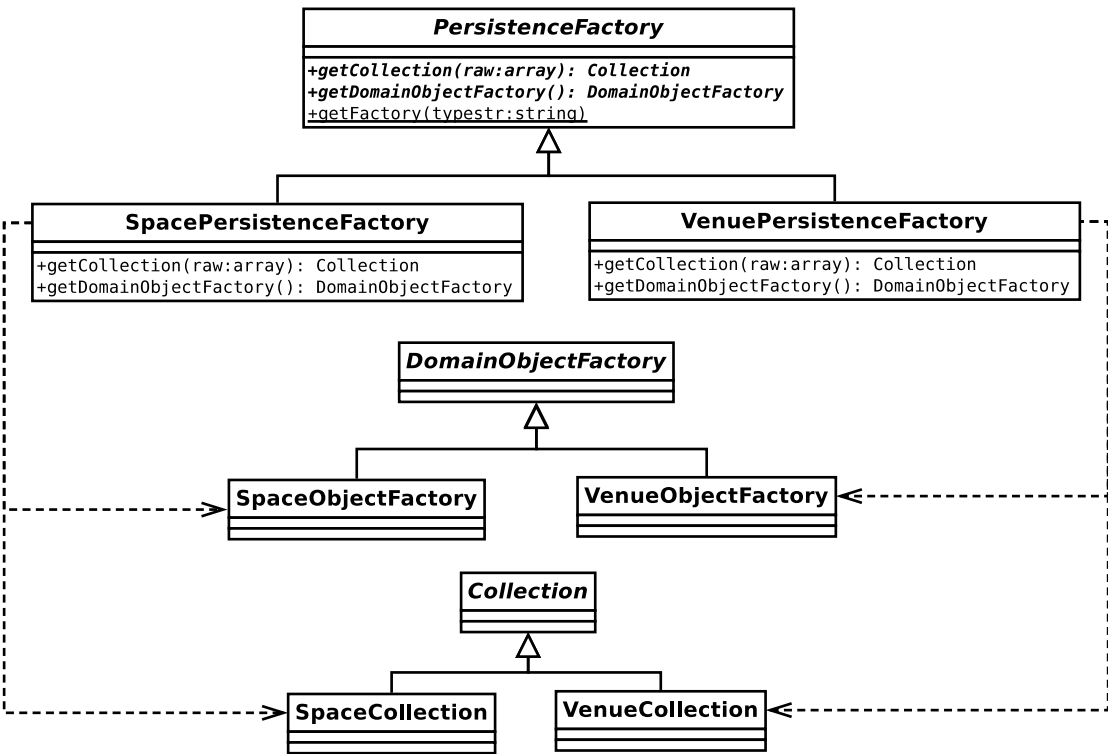 PersistenceFactory
+getCollection(raw:array): Collection
+getDomainObjectFactory(): DomainObjectFactory
+getFactory(typestr:string)
SpacePersistenceFactory
+getCollection(raw:array): Collection
+getDomainObjectFactory(): DomainObjectFactory
VenuePersistenceFactory
+getCollection(raw:array): Collection
+getDomainObjectFactory(): DomainObjectFactory
DomainObjectFactory
SpaceObjectFactory
VenueObjectFactory
Collection
SpaceCollection
VenueCollection